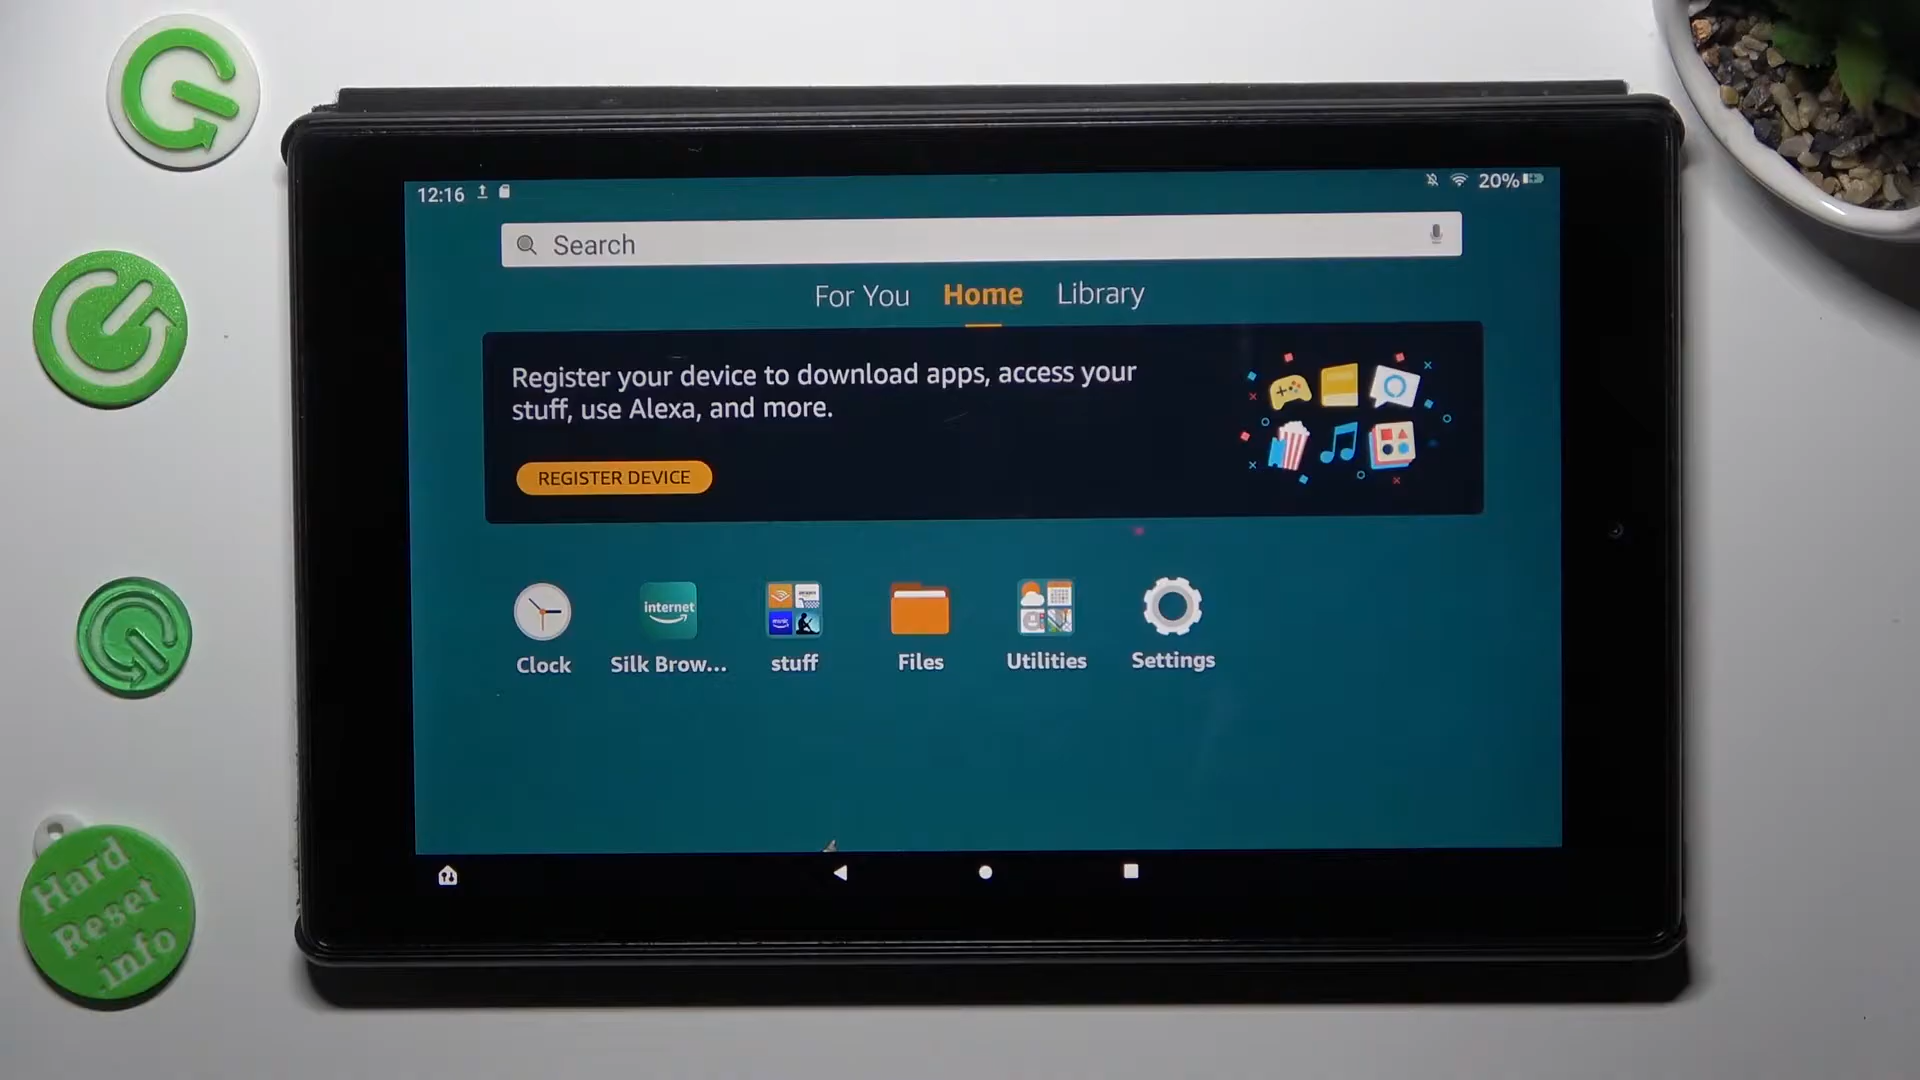 12:16
20%
Search
For You Home Library
Register your device to download apps, access your
stuff, use Alexa, and more.
REGISTER DEVICE
internet
music
Clock
Silk Brow...
stuff
Files
Utilities
Settings
Hard
Reset
.info